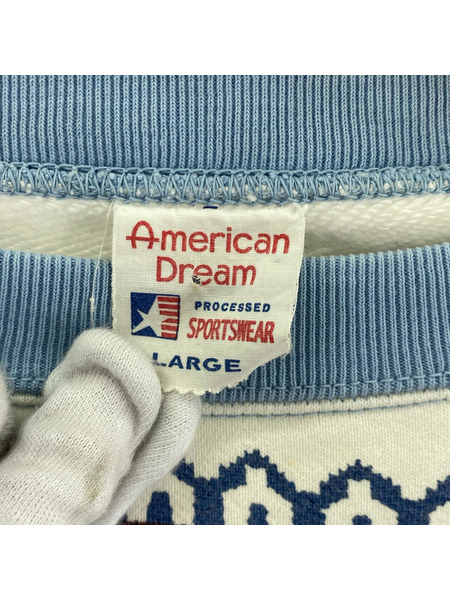 American
Dream
PROCESSED
SPORTSWEAR
LARGE